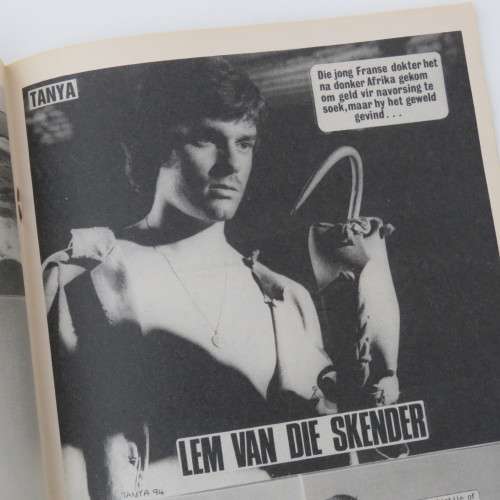 TANYA
Die jong Franse dokter het
na donker Afrika gekom
om geld vir navorsing te
soek, maar hy het geweld
gevind . . .
LEM VAN DIE SKENDER
TANYA 94